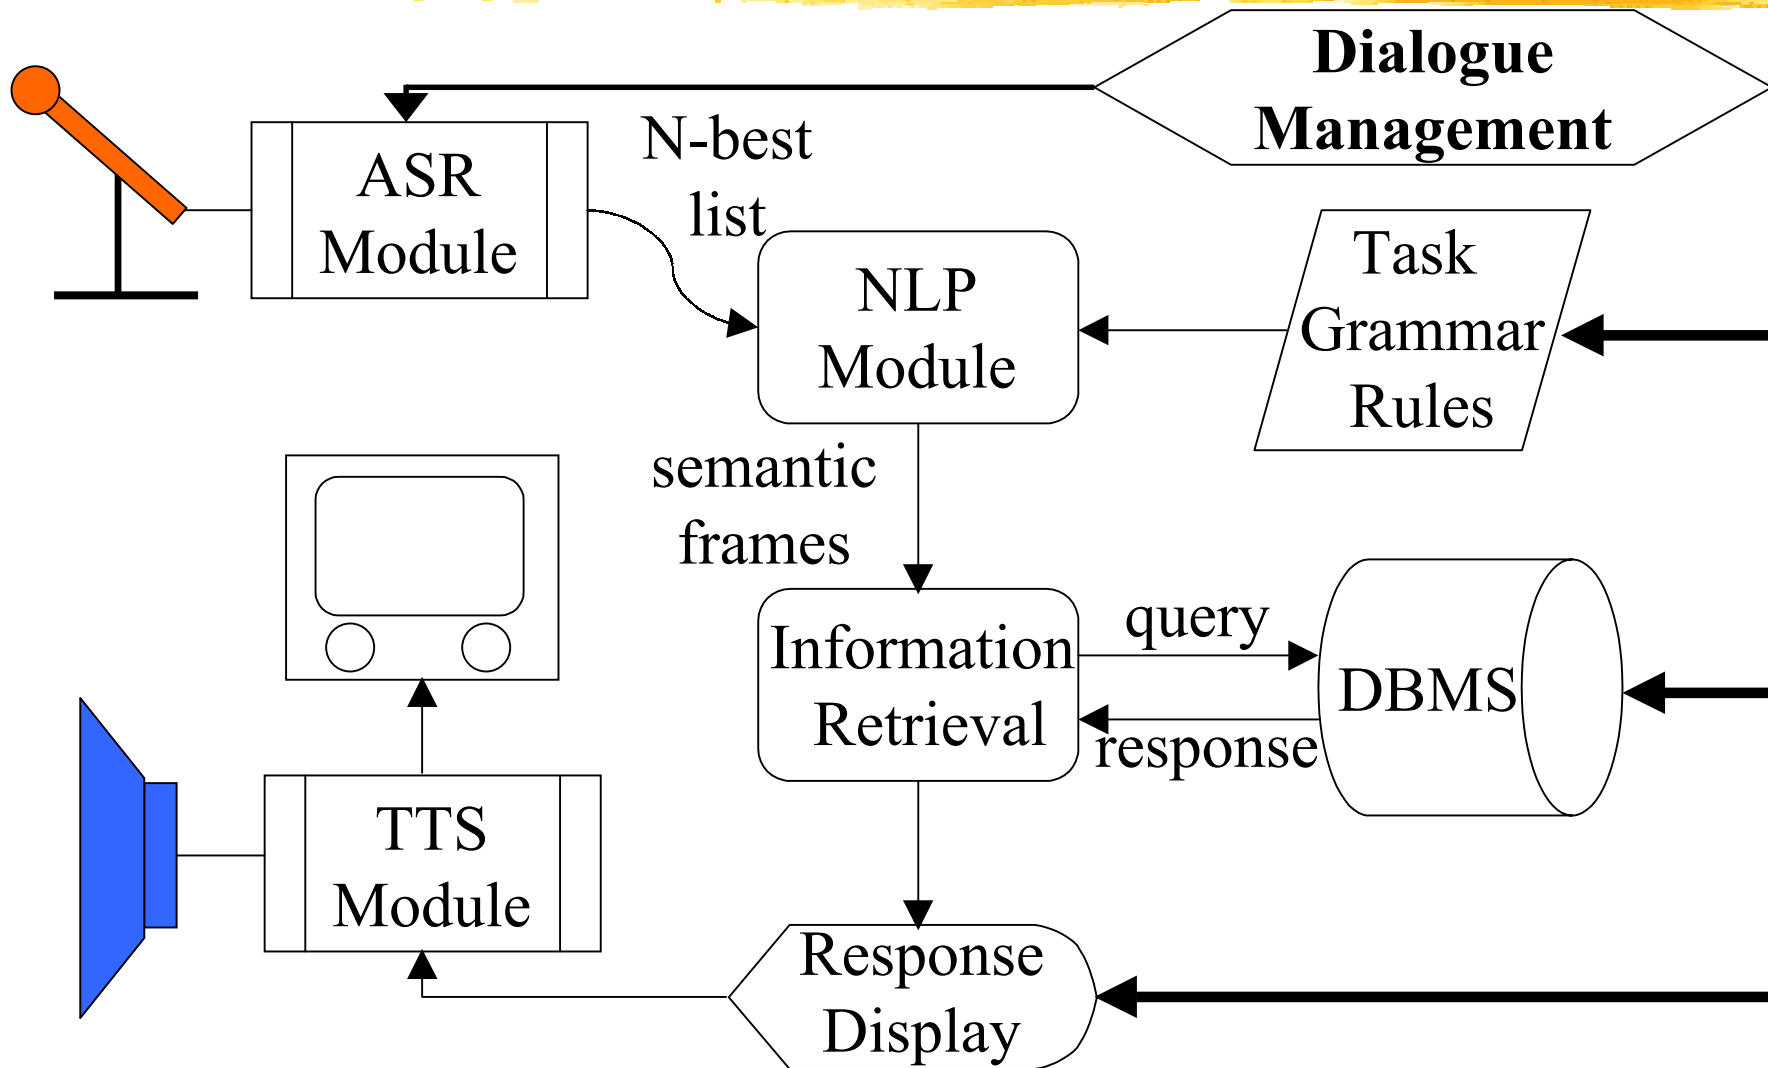 Dialogue
Management
N-best
list
ASR
Module
NLP
Module
Task
Grammar
Rules
semantic
frames
Information
Retrieval
query
response
DBMS
TTS
Module
Response
Display